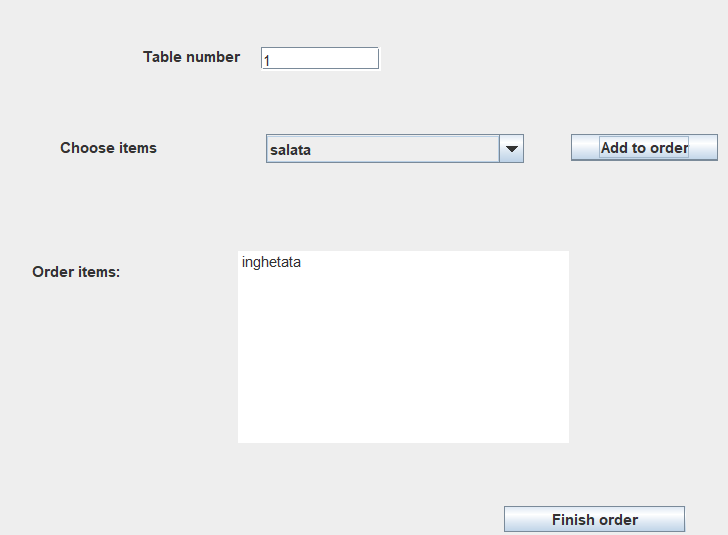 Table number 1
Choose items salata Add to order
Order items: inghetata
Finish order